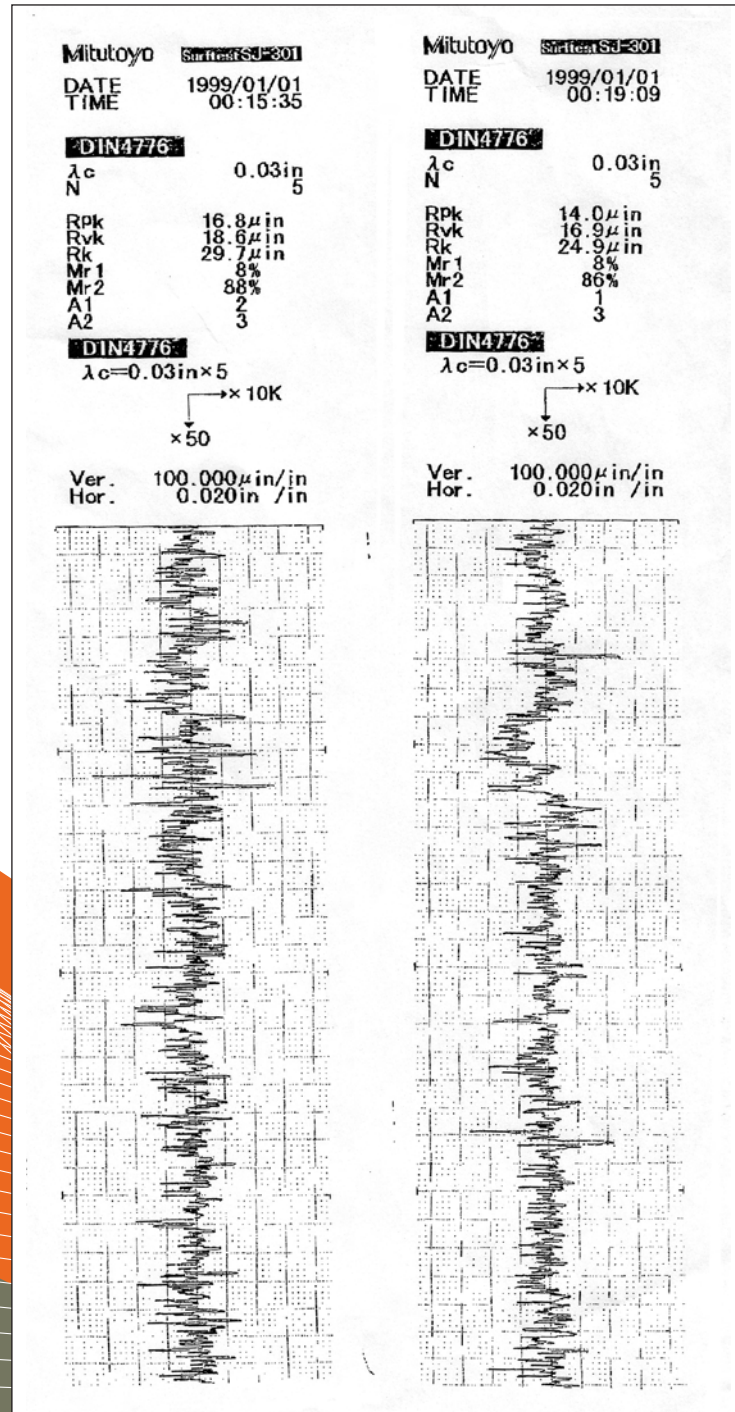 Mitutoyo Surftest SJ-301
DATE 1999/01/01
TIME 00:15:35
DIN4776
λc 0.03in
N 5
Rpk 16.8μin
Rvk 18.6μin
Rk 29.7μin
Mr1 8%
Mr2 88%
A1 2
A2 3
DIN4776
λc=0.03in×5
× 10K
×50
Ver. 100.000μin/in
Hor. 0.020in /in
Mitutoyo Surftest SJ-301
DATE 1999/01/01
TIME 00:19:09
DIN4776
λc 0.03in
N 5
Rpk 14.0μin
Rvk 16.9μin
Rk 24.9μin
Mr1 8%
Mr2 86%
A1 1
A2 3
DIN4776
λc=0.03in×5
× 10K
×50
Ver. 100.000μin/in
Hor. 0.020in /in